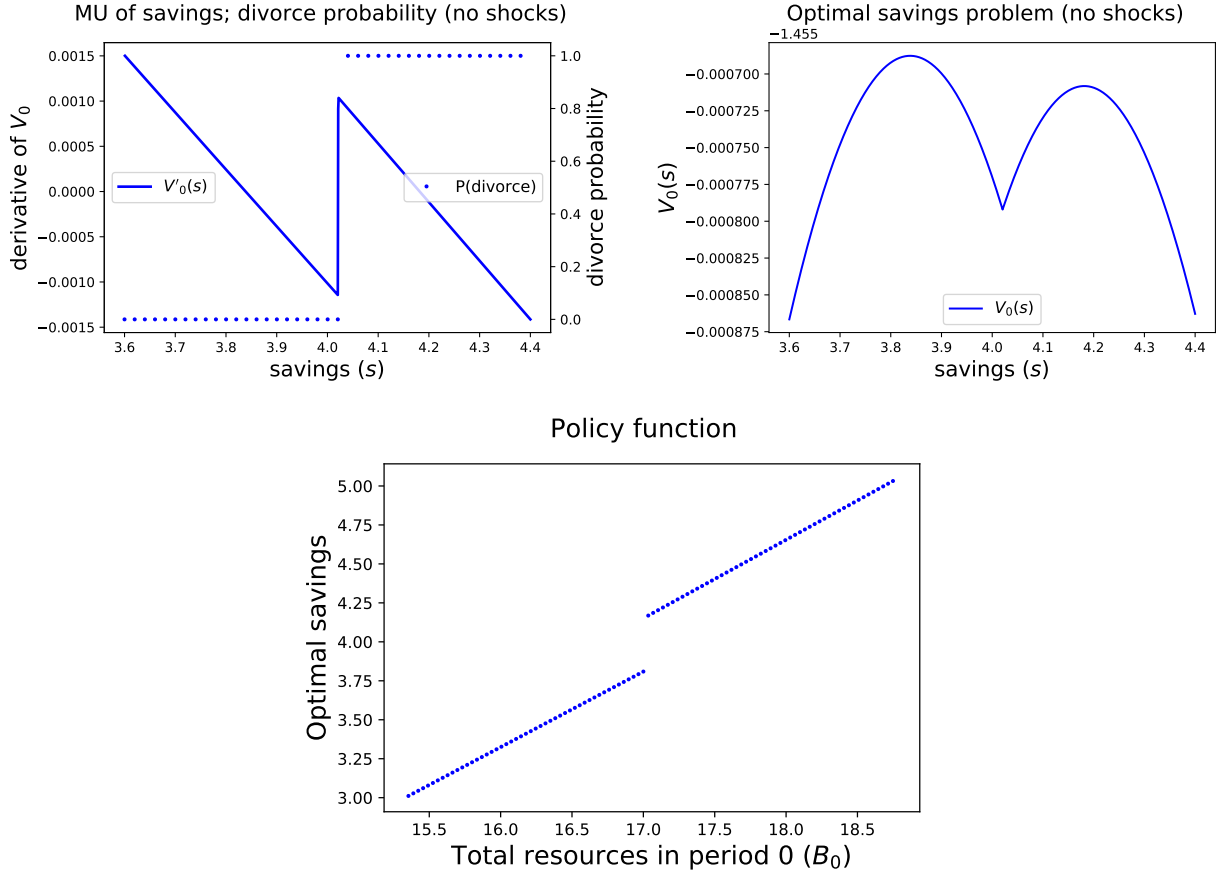 MU of savings; divorce probability (no shocks)
derivative of V₀
0.0015
0.0010
0.0005
0.0000
−0.0005
−0.0010
−0.0015
V'₀(s)
P(divorce)
1.0
0.8
0.6
0.4
0.2
0.0
divorce probability
3.6 3.7 3.8 3.9 4.0 4.1 4.2 4.3 4.4
savings (s)
Optimal savings problem (no shocks)
−1.455
V₀(s)
−0.000700
−0.000725
−0.000750
−0.000775
−0.000800
−0.000825
−0.000850
−0.000875
V₀(s)
3.6 3.7 3.8 3.9 4.0 4.1 4.2 4.3 4.4
savings (s)
Policy function
Optimal savings
5.00
4.75
4.50
4.25
4.00
3.75
3.50
3.25
3.00
15.5 16.0 16.5 17.0 17.5 18.0 18.5
Total resources in period 0 (B₀)